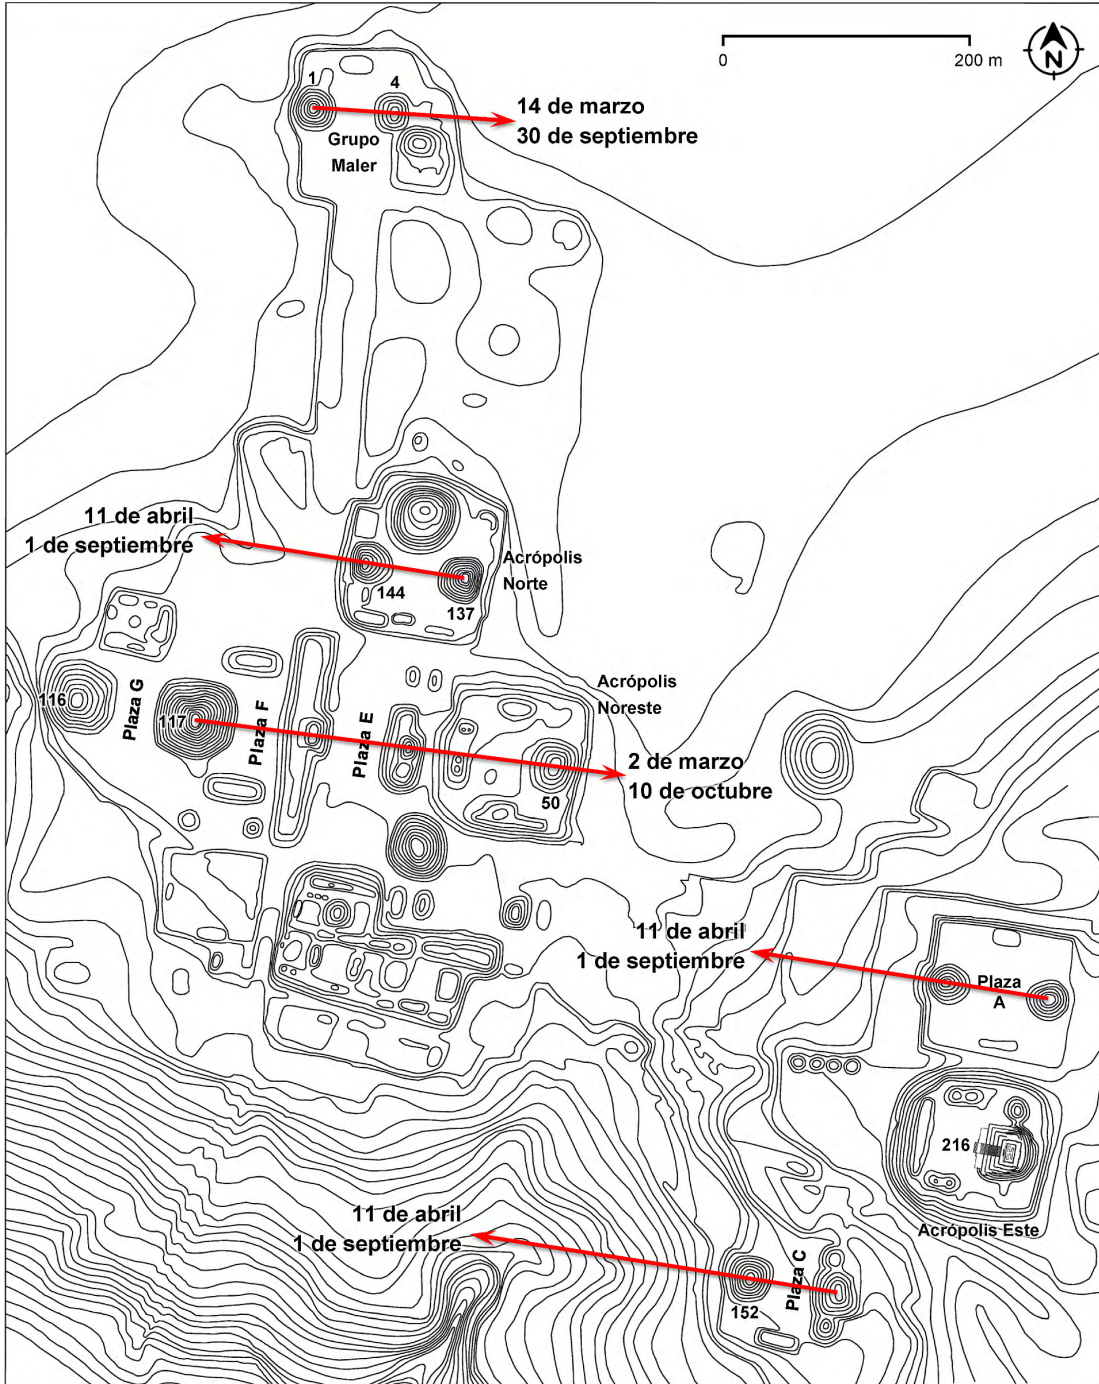 0
200 m
N
1
4
14 de marzo
30 de septiembre
Grupo
Maler
11 de abril
1 de septiembre
Acrópolis
Norte
144
137
Acrópolis
Noreste
116
Plaza G
117
Plaza F
Plaza E
2 de marzo
10 de octubre
50
11 de abril
1 de septiembre
Plaza
A
216
Acrópolis Este
11 de abril
1 de septiembre
Plaza C
152